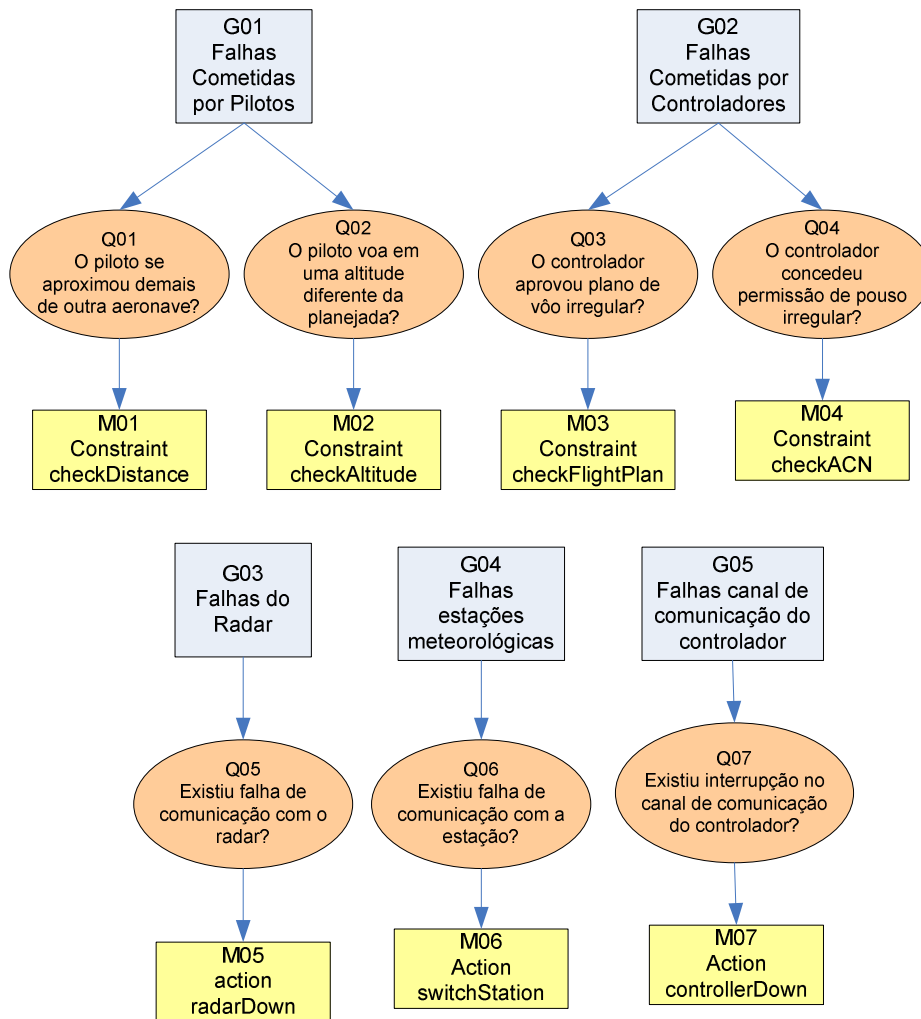 G01
Falhas
Cometidas
por Pilotos
G02
Falhas
Cometidas por
Controladores
Q01
O piloto se
aproximou demais
de outra aeronave?
Q02
O piloto voa em
uma altitude
diferente da
planejada?
Q03
O controlador
aprovou plano de
vôo irregular?
Q04
O controlador
concedeu
permissão de pouso
irregular?
M01
Constraint
checkDistance
M02
Constraint
checkAltitude
M03
Constraint
checkFlightPlan
M04
Constraint
checkACN
G03
Falhas do
Radar
G04
Falhas
estações
meteorológicas
G05
Falhas canal de
comunicação do
controlador
Q05
Existiu falha de
comunicação com o
radar?
Q06
Existiu falha de
comunicação com a
estação?
Q07
Existiu interrupção no
canal de comunicação
do controlador?
M05
action
radarDown
M06
Action
switchStation
M07
Action
controllerDown